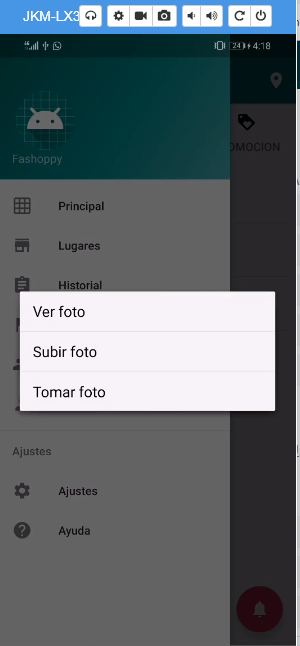 JKM-LX3
24
4:18
Fashoppy
OMOCION
Principal
Lugares
Historial
Ver foto
Subir foto
Tomar foto
Ajustes
Ajustes
Ayuda